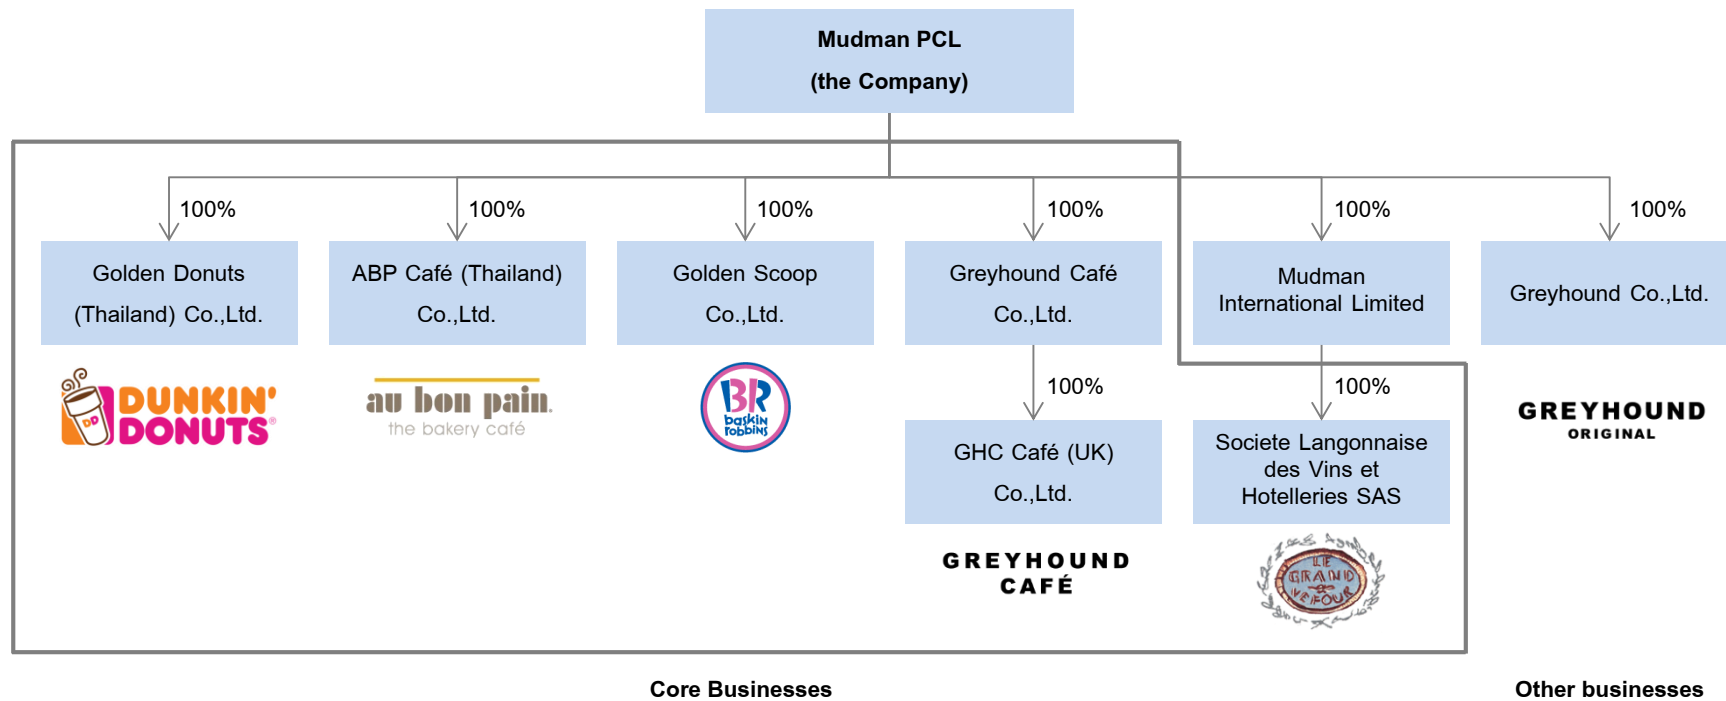 Mudman PCL
(the Company)
100%
100%
100%
100%
100%
100%
Golden Donuts
(Thailand) Co.,Ltd.
ABP Café (Thailand)
Co.,Ltd.
Golden Scoop
Co.,Ltd.
Greyhound Café
Co.,Ltd.
Mudman
International Limited
Greyhound Co.,Ltd.
DUNKIN'
DONUTS®
DD
au bon pain.
the bakery café
BR
baskin
robbins
100%
100%
GREYHOUND
ORIGINAL
GHC Café (UK)
Co.,Ltd.
Societe Langonnaise
des Vins et
Hotelleries SAS
GREYHOUND
CAFÉ
LE
GRAND
VEFOUR
Core Businesses
Other businesses